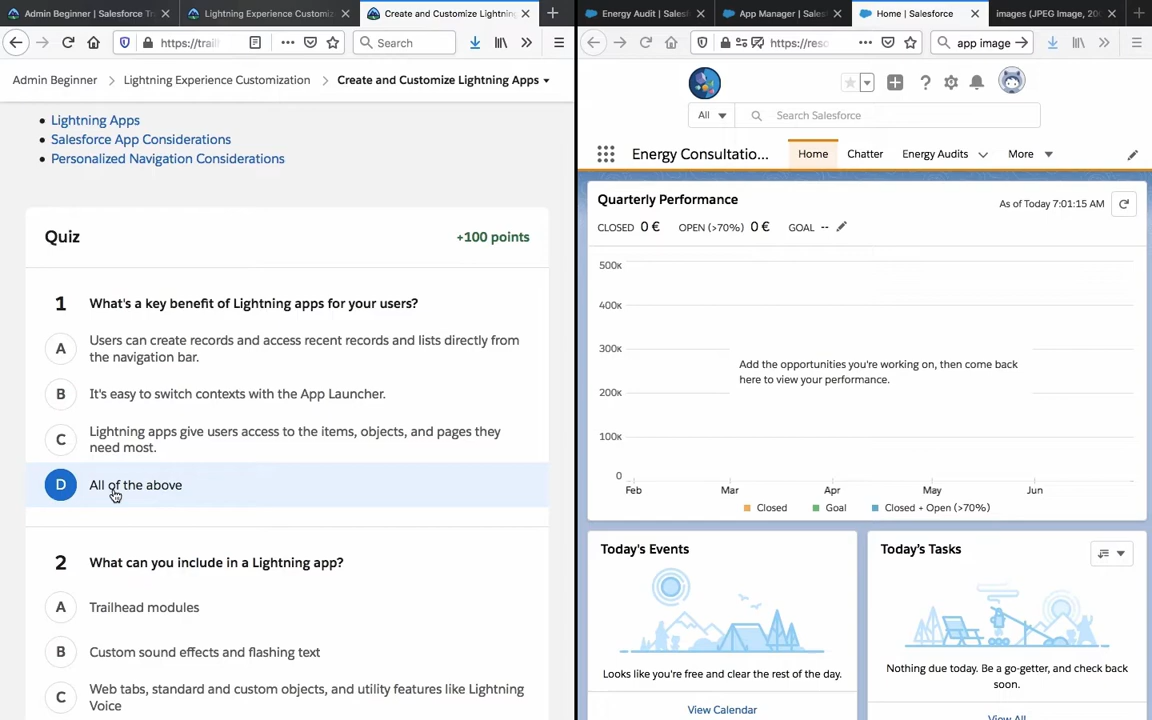 Admin Beginner | Salesforce Tr
Lightning Experience Customiz
Create and Customize Lightnin
https://trail
Search
Admin Beginner
Lightning Experience Customization
Create and Customize Lightning Apps
Lightning Apps
Salesforce App Considerations
Personalized Navigation Considerations
Quiz
+100 points
1
What's a key benefit of Lightning apps for your users?
A
Users can create records and access recent records and lists directly from
the navigation bar.
B
It's easy to switch contexts with the App Launcher.
C
Lightning apps give users access to the items, objects, and pages they
need most.
D
All of the above
2
What can you include in a Lightning app?
A
Trailhead modules
B
Custom sound effects and flashing text
C
Web tabs, standard and custom objects, and utility features like Lightning
Voice
Energy Audit | Sales
App Manager | Sales
Home | Salesforce
images (JPEG Image, 20
https://reso
app image
All
Search Salesforce
Energy Consultatio...
Home
Chatter
Energy Audits
More
Quarterly Performance
As of Today 7:01:15 AM
CLOSED 0 € OPEN (>70%) 0 € GOAL --
500K
400K
300K
200K
100K
0
Add the opportunities you're working on, then come back
here to view your performance.
Feb
Mar
Apr
May
Jun
Closed
Goal
Closed + Open (>70%)
Today's Events
Looks like you're free and clear the rest of the day.
View Calendar
Today's Tasks
Nothing due today. Be a go-getter, and check back
soon.
View All